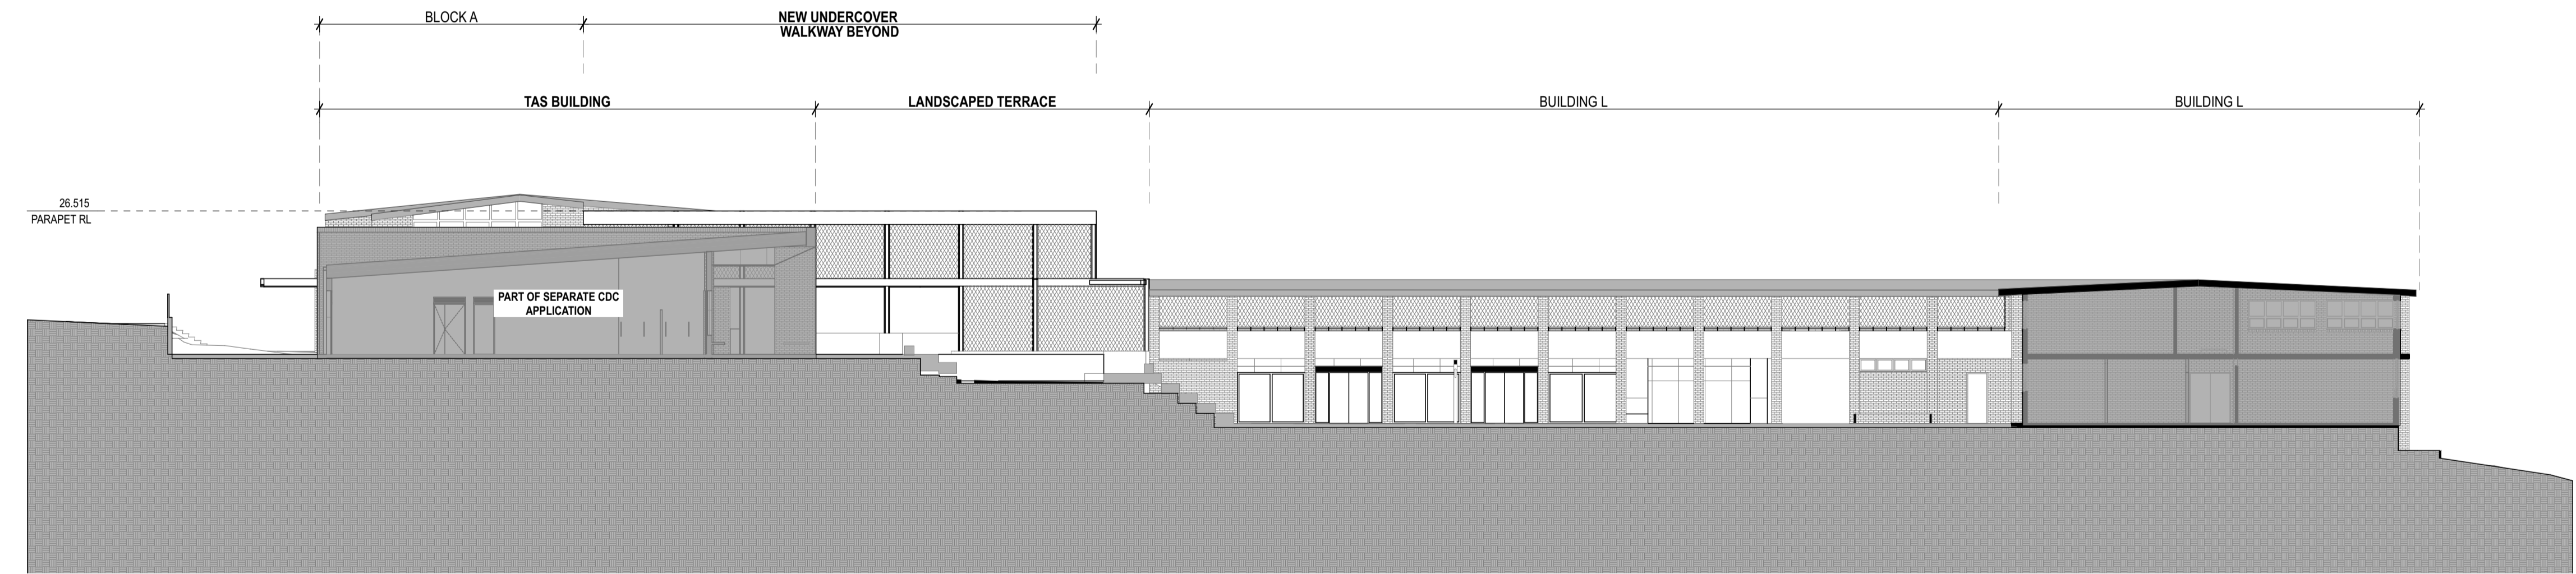 BLOCK A
NEW UNDERCOVER
WALKWAY BEYOND
TAS BUILDING
LANDSCAPED TERRACE
BUILDING L
BUILDING L
26.515
PARAPET RL
PART OF SEPARATE CDC
APPLICATION